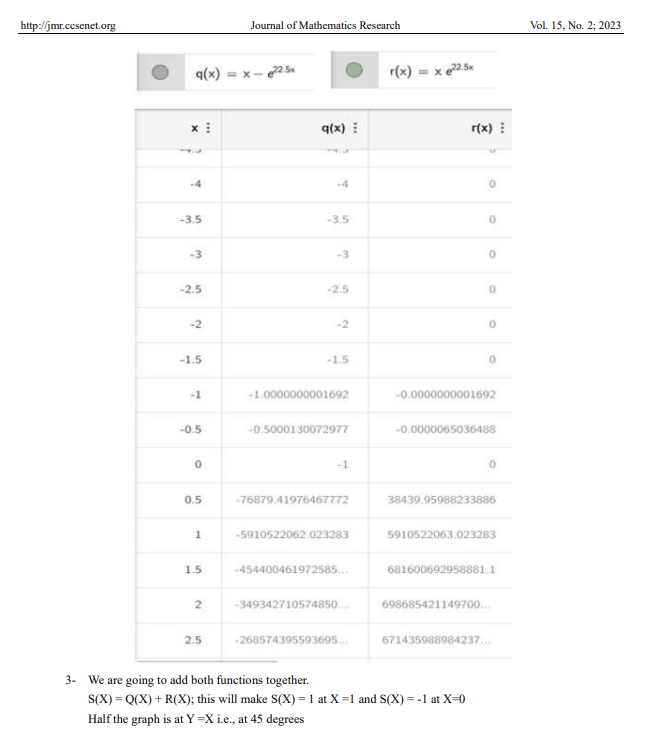 http://jmr.ccsenet.org Journal of Mathematics Research Vol. 15, No. 2; 2023
q(x) = x − e^22.5x r(x) = x e^22.5x
x ⋮ q(x) ⋮ r(x) ⋮
-4 -4 0
-3.5 -3.5 0
-3 -3 0
-2.5 -2.5 0
-2 -2 0
-1.5 -1.5 0
-1 -1.0000000001692 -0.0000000001692
-0.5 -0.5000130072977 -0.0000065036488
0 -1 0
0.5 -76879.41976467772 38439.95988233886
1 -5910522062.023283 5910522063.023283
1.5 -454400461972585... 681600692958881.1
2 -349342710574850... 698685421149700...
2.5 -268574395593695... 671435988984237...
3- We are going to add both functions together.
S(X) = Q(X) + R(X); this will make S(X) = 1 at X =1 and S(X) = -1 at X=0
Half the graph is at Y =X i.e., at 45 degrees